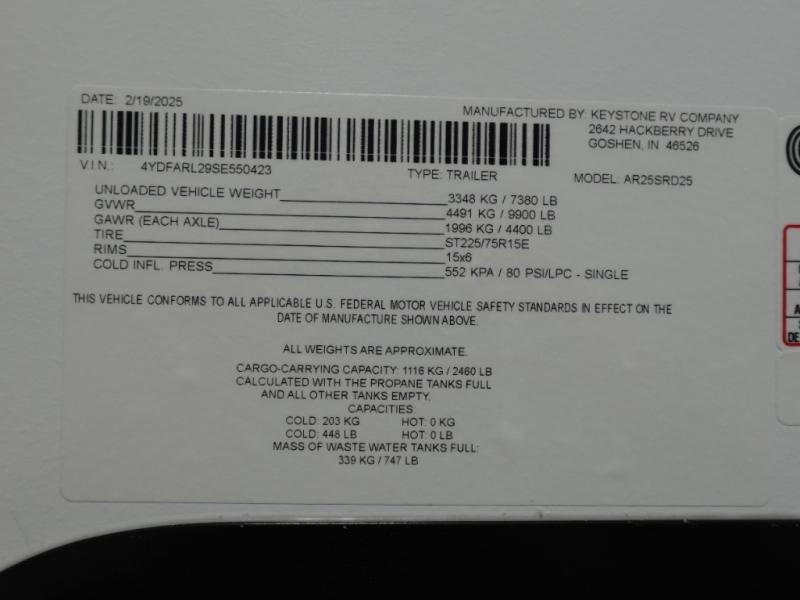 DATE: 2/19/2025
MANUFACTURED BY: KEYSTONE RV COMPANY
2642 HACKBERRY DRIVE
GOSHEN, IN 46526
V.I.N.: 4YDFARL29SE550423
TYPE: TRAILER
MODEL: AR25SRD25
UNLOADED VEHICLE WEIGHT 3348 KG / 7380 LB
GVWR 4491 KG / 9900 LB
GAWR (EACH AXLE) 1996 KG / 4400 LB
TIRE ST225/75R15E
RIMS 15x6
COLD INFL. PRESS 552 KPA / 80 PSI/LPC - SINGLE
THIS VEHICLE CONFORMS TO ALL APPLICABLE U.S. FEDERAL MOTOR VEHICLE SAFETY STANDARDS IN EFFECT ON THE
DATE OF MANUFACTURE SHOWN ABOVE.
ALL WEIGHTS ARE APPROXIMATE.
CARGO-CARRYING CAPACITY: 1116 KG / 2460 LB
CALCULATED WITH THE PROPANE TANKS FULL
AND ALL OTHER TANKS EMPTY.
CAPACITIES:
COLD: 203 KG HOT: 0 KG
COLD: 448 LB HOT: 0 LB
MASS OF WASTE WATER TANKS FULL:
339 KG / 747 LB